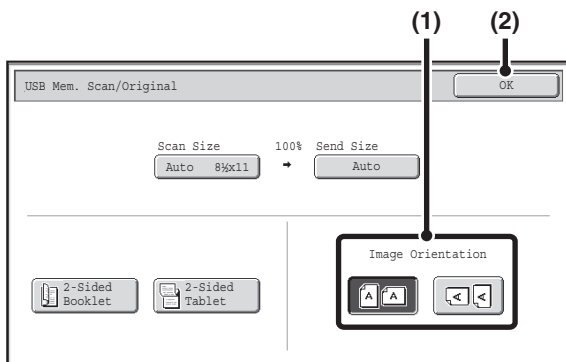 (1) (2)
USB Mem. Scan/Original OK
Scan Size 100% Send Size
Auto 8½x11 → Auto
Image Orientation
2-Sided Booklet
2-Sided Tablet
A A A A